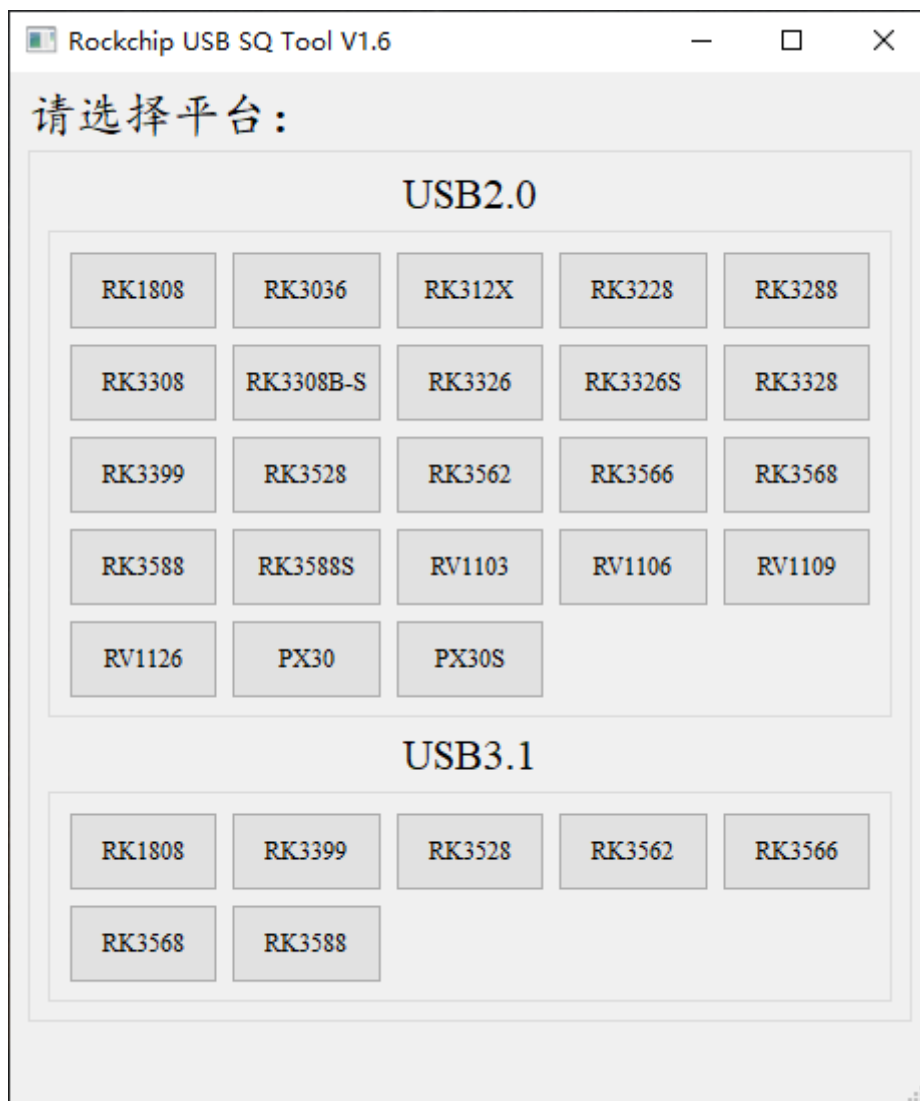 Rockchip USB SQ Tool V1.6
请选择平台：
USB2.0
RK1808 RK3036 RK312X RK3228 RK3288
RK3308 RK3308B-S RK3326 RK3326S RK3328
RK3399 RK3528 RK3562 RK3566 RK3568
RK3588 RK3588S RV1103 RV1106 RV1109
RV1126 PX30 PX30S
USB3.1
RK1808 RK3399 RK3528 RK3562 RK3566
RK3568 RK3588